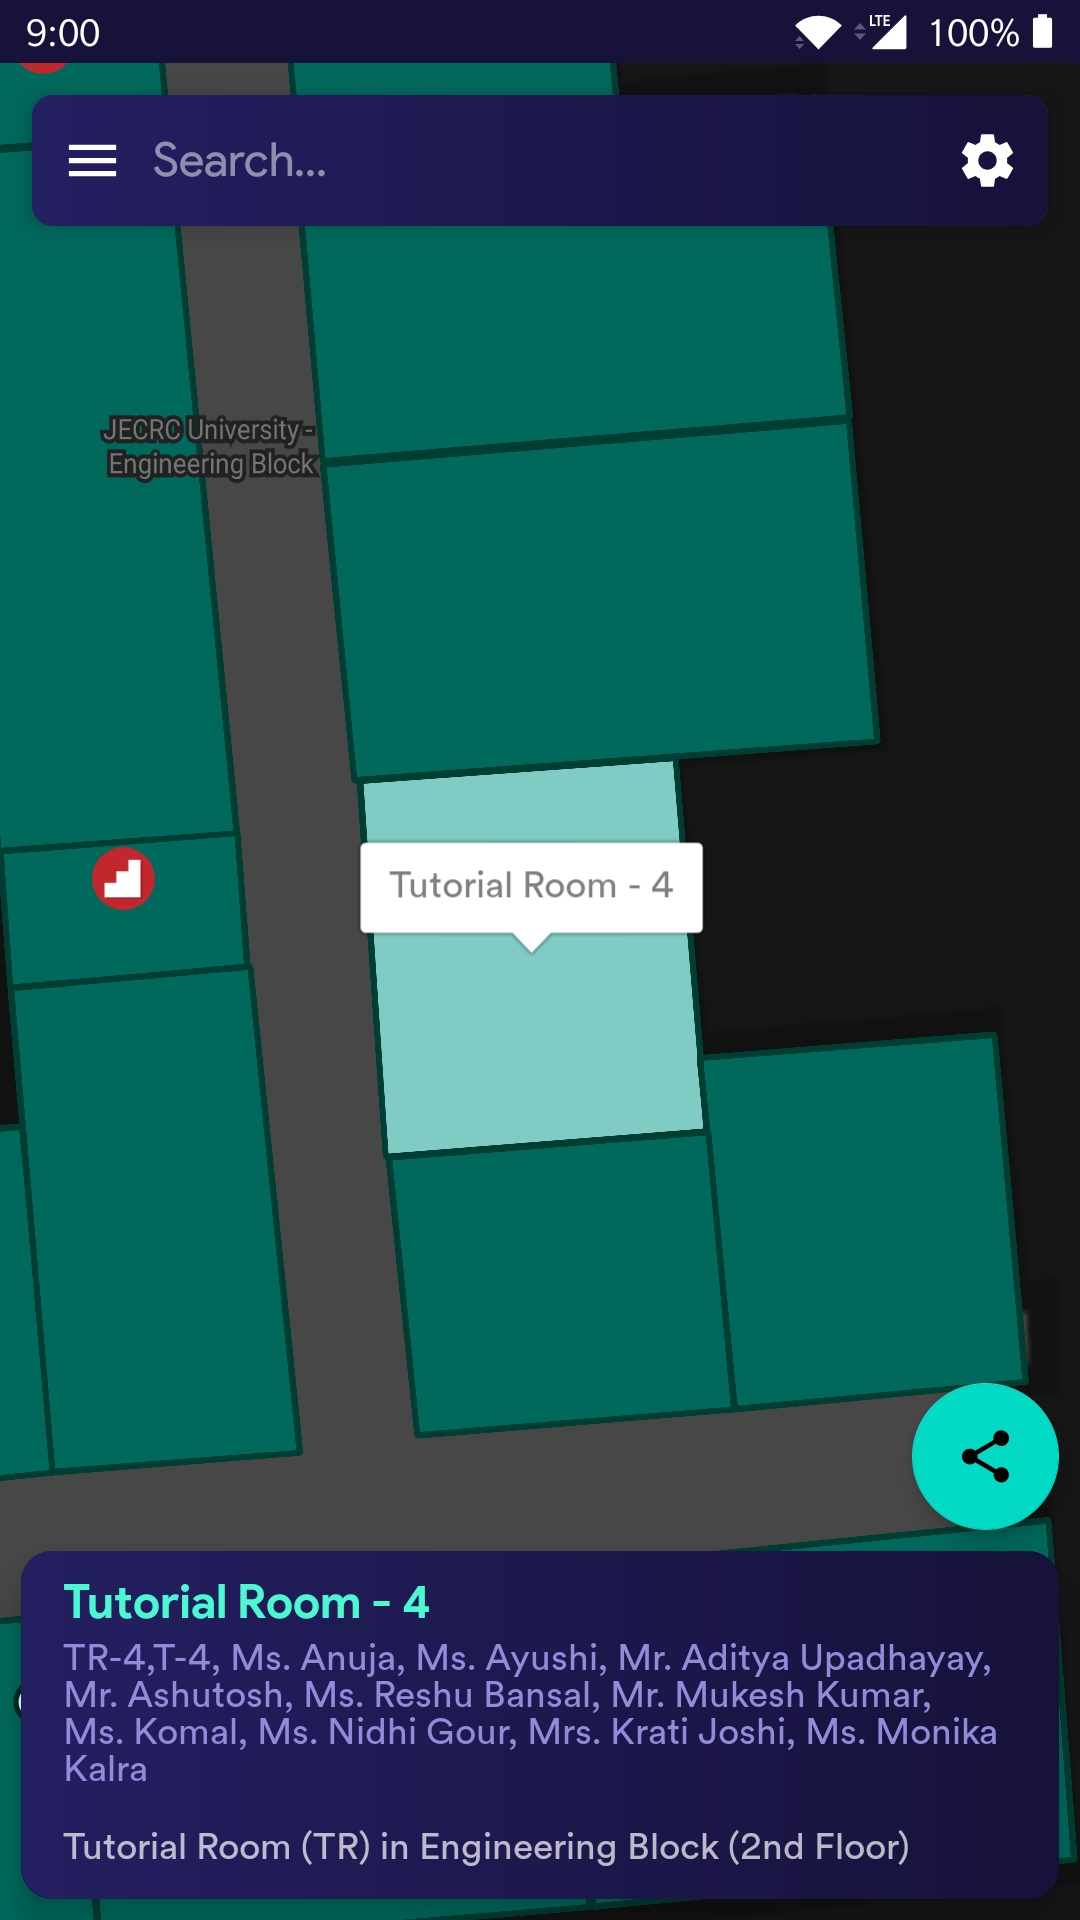 9:00
LTE
100%
Search...
JECRC University -
Engineering Block
Tutorial Room - 4
Tutorial Room - 4
TR-4,T-4, Ms. Anuja, Ms. Ayushi, Mr. Aditya Upadhayay,
Mr. Ashutosh, Ms. Reshu Bansal, Mr. Mukesh Kumar,
Ms. Komal, Ms. Nidhi Gour, Mrs. Krati Joshi, Ms. Monika
Kalra
Tutorial Room (TR) in Engineering Block (2nd Floor)